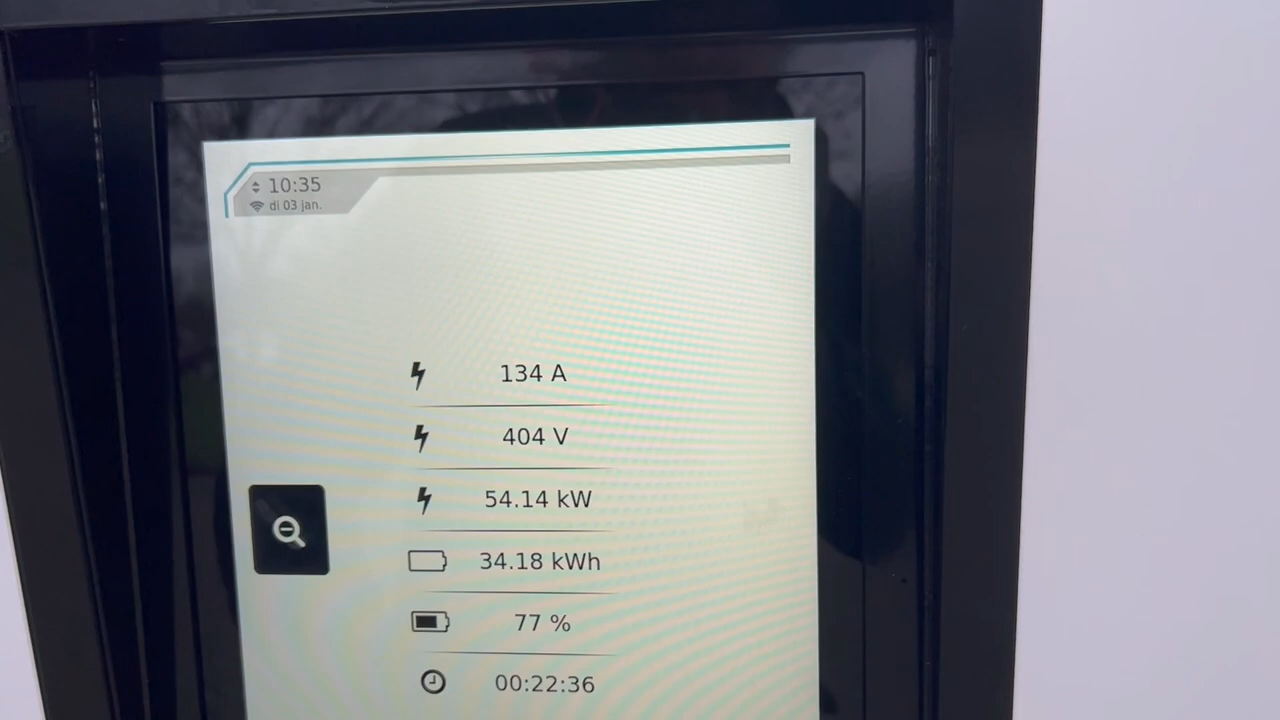 10:35
di 03 jan.
134 A
404 V
54.14 kW
34.18 kWh
77 %
00:22:36